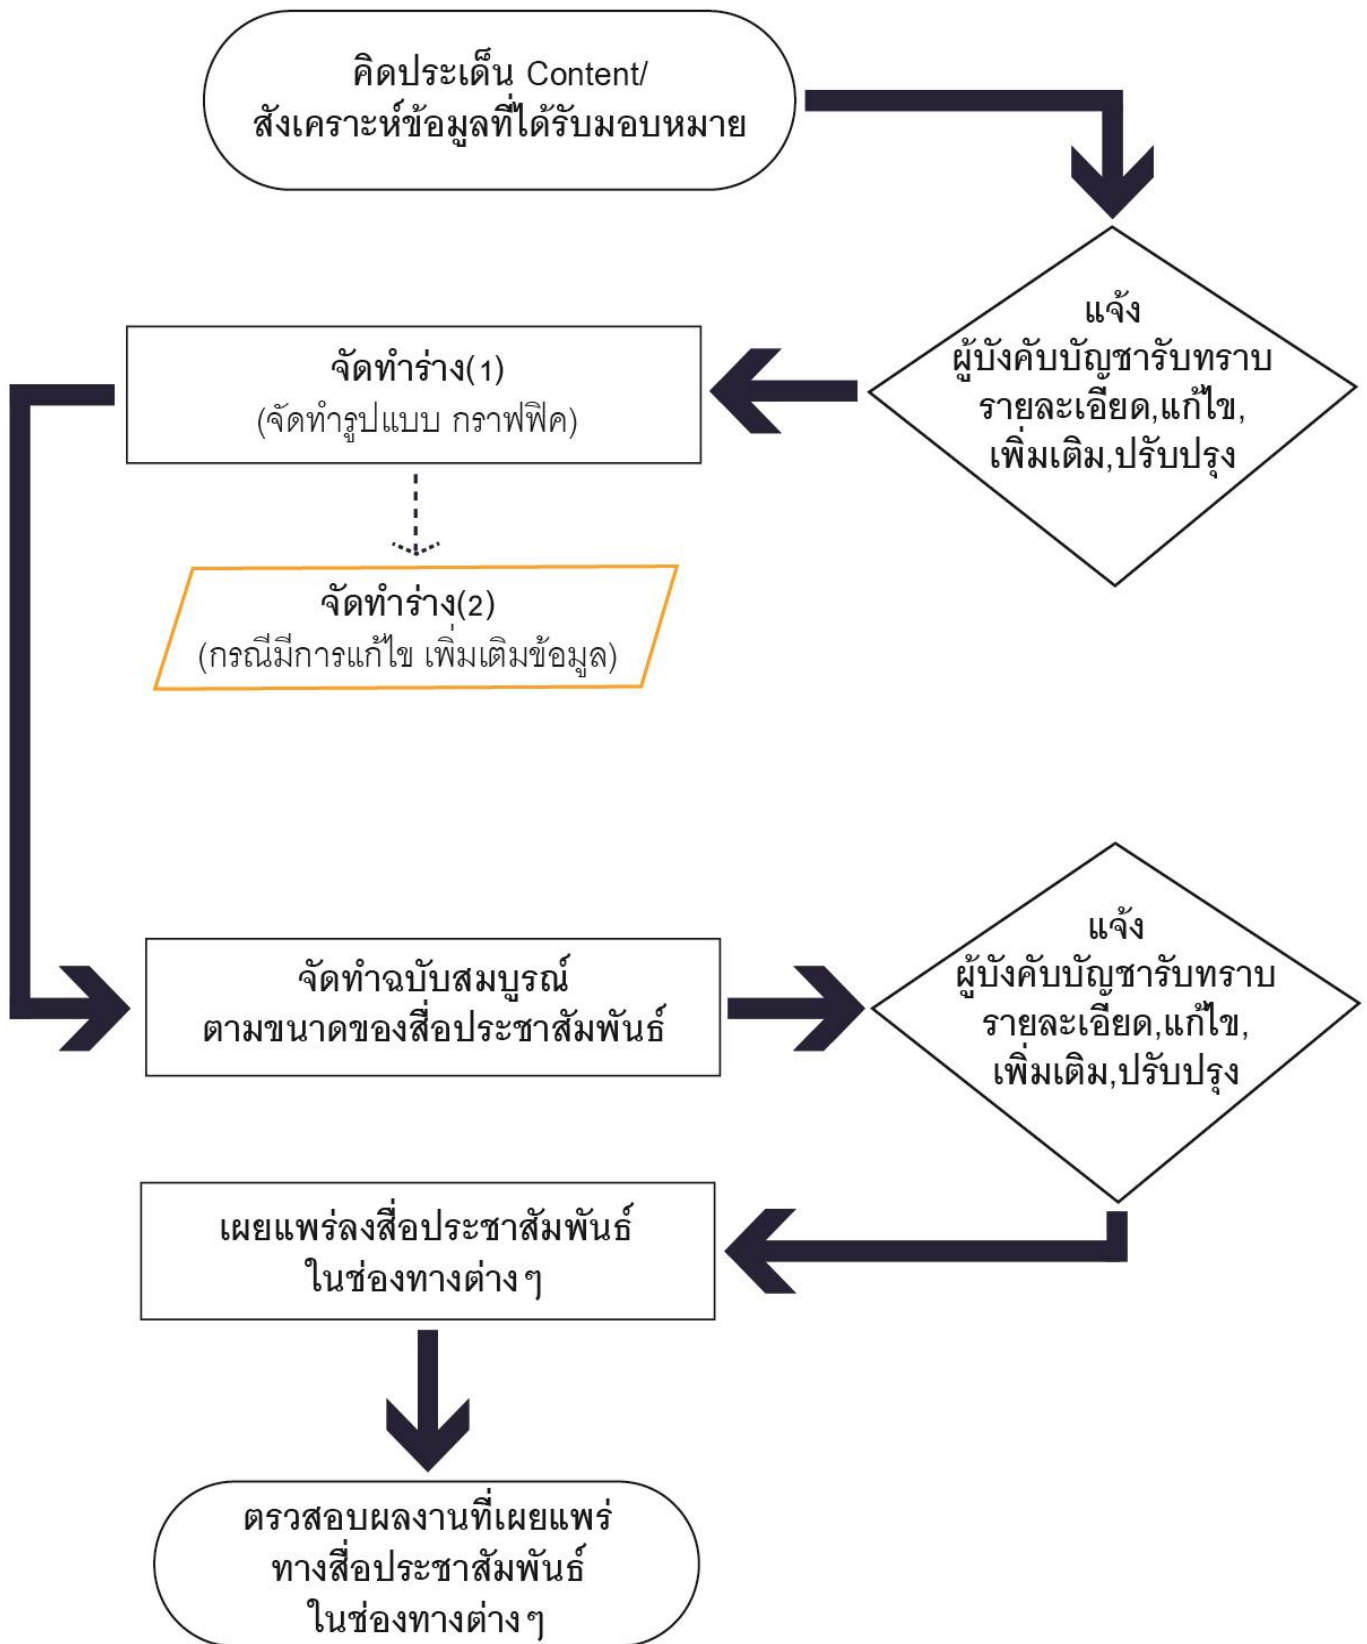 คิดประเด็น Content/
สังเคราะห์ข้อมูลที่ได้รับมอบหมาย
แจ้ง
ผู้บังคับบัญชารับทราบ
รายละเอียด,แก้ไข,
เพิ่มเติม,ปรับปรุง
จัดทำร่าง(1)
(จัดทำรูปแบบ กราฟฟิค)
จัดทำร่าง(2)
(กรณีมีการแก้ไข เพิ่มเติมข้อมูล)
จัดทำฉบับสมบูรณ์
ตามขนาดของสื่อประชาสัมพันธ์
แจ้ง
ผู้บังคับบัญชารับทราบ
รายละเอียด,แก้ไข,
เพิ่มเติม,ปรับปรุง
เผยแพร่ลงสื่อประชาสัมพันธ์
ในช่องทางต่างๆ
ตรวสอบผลงานที่เผยแพร่
ทางสื่อประชาสัมพันธ์
ในช่องทางต่างๆ